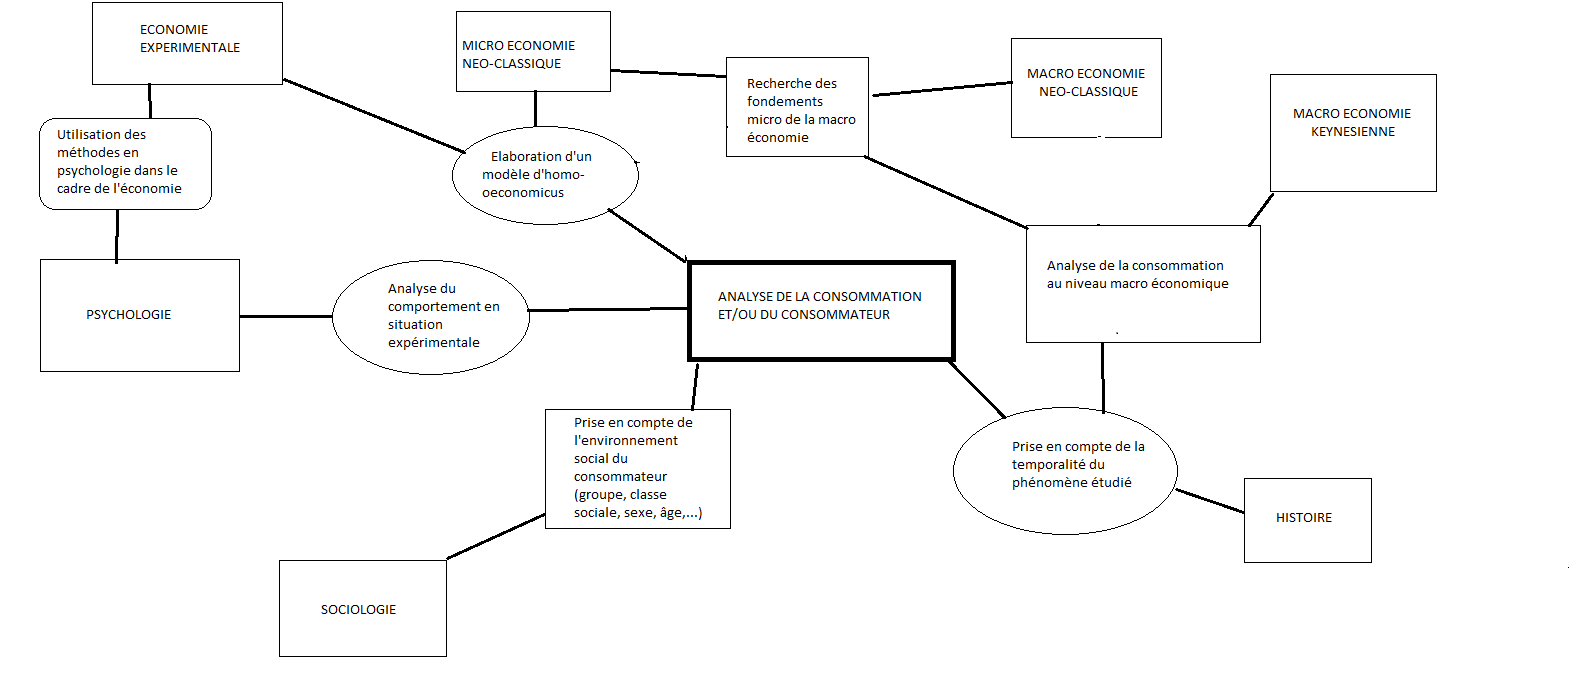 ECONOMIE
EXPERIMENTALE
MICRO ECONOMIE
NEO-CLASSIQUE
Recherche des
fondements
micro de la macro
économie
MACRO ECONOMIE
NEO-CLASSIQUE
MACRO ECONOMIE
KEYNESIENNE
Utilisation des
méthodes en
psychologie dans le
cadre de l'économie
Elaboration d'un
modèle d'homo-
oeconomicus
PSYCHOLOGIE
Analyse du
comportement en
situation
expérimentale
ANALYSE DE LA CONSOMMATION
ET/OU DU CONSOMMATEUR
Analyse de la consommation
au niveau macro économique
Prise en compte de
l'environnement
social du
consommateur
(groupe, classe
sociale, sexe, âge,...)
Prise en compte de la
temporalité du
phénomène étudié
HISTOIRE
SOCIOLOGIE